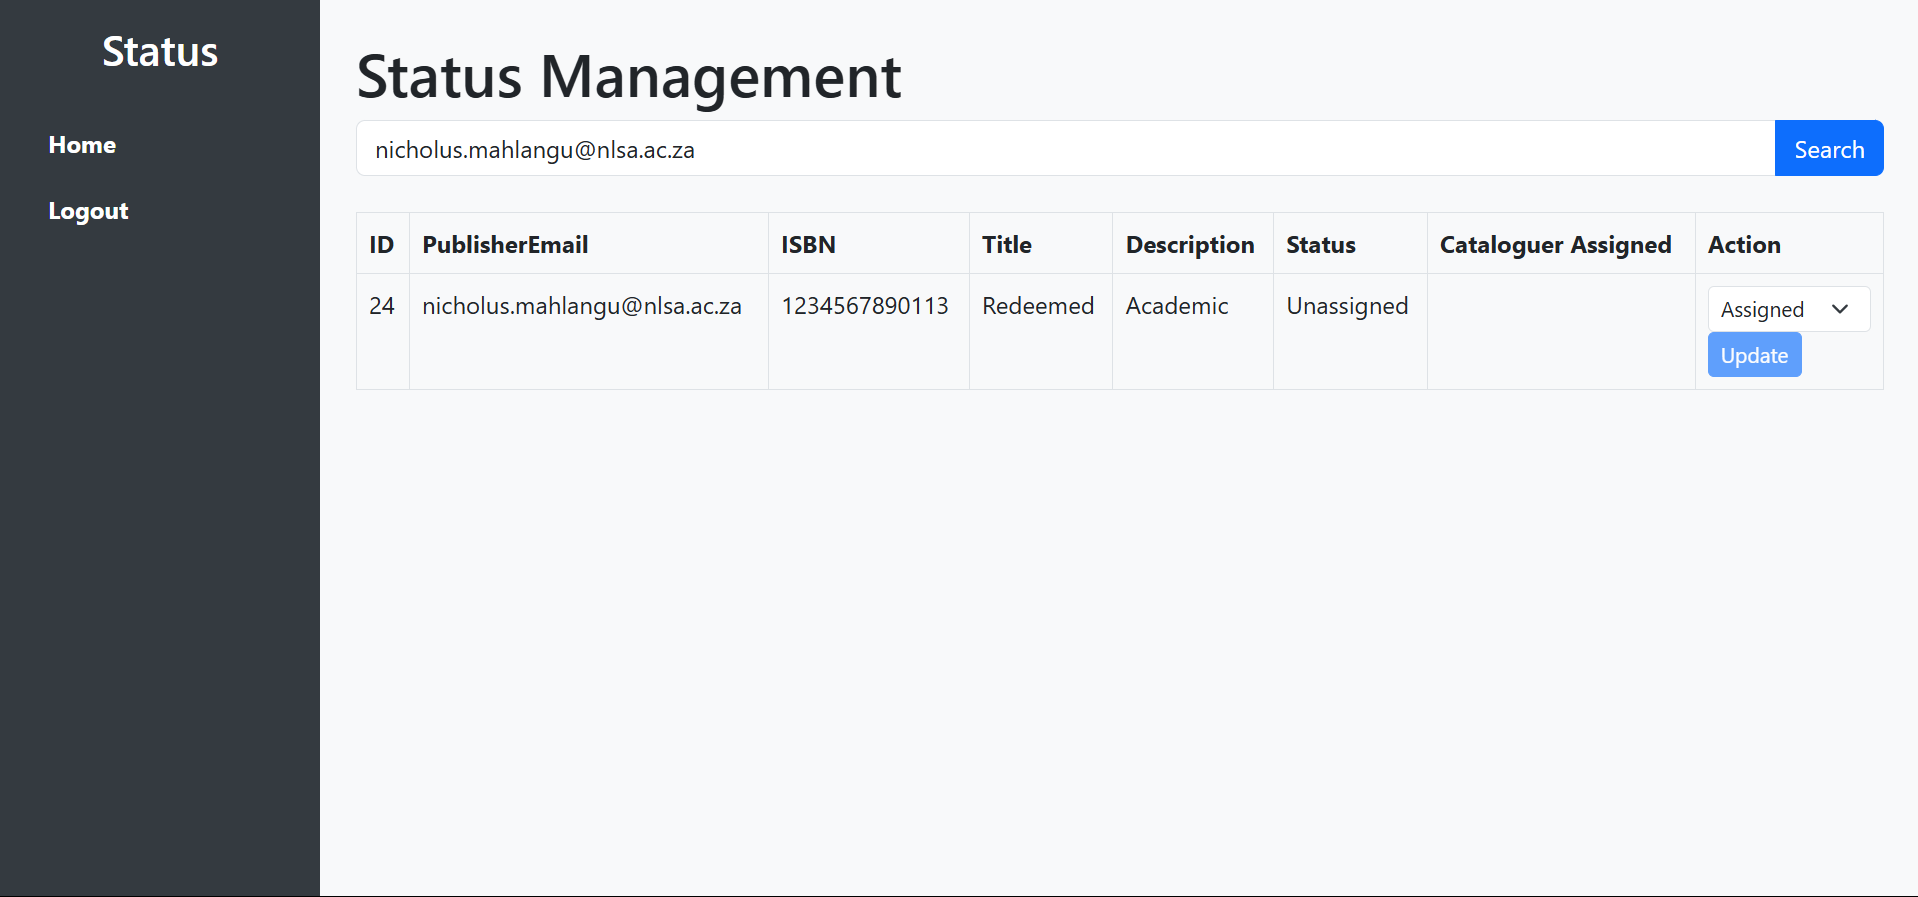 Status
Home
Logout
Status Management
nicholus.mahlangu@nlsa.ac.za Search
ID PublisherEmail ISBN Title Description Status Cataloguer Assigned Action
24 nicholus.mahlangu@nlsa.ac.za 1234567890113 Redeemed Academic Unassigned Assigned
Update